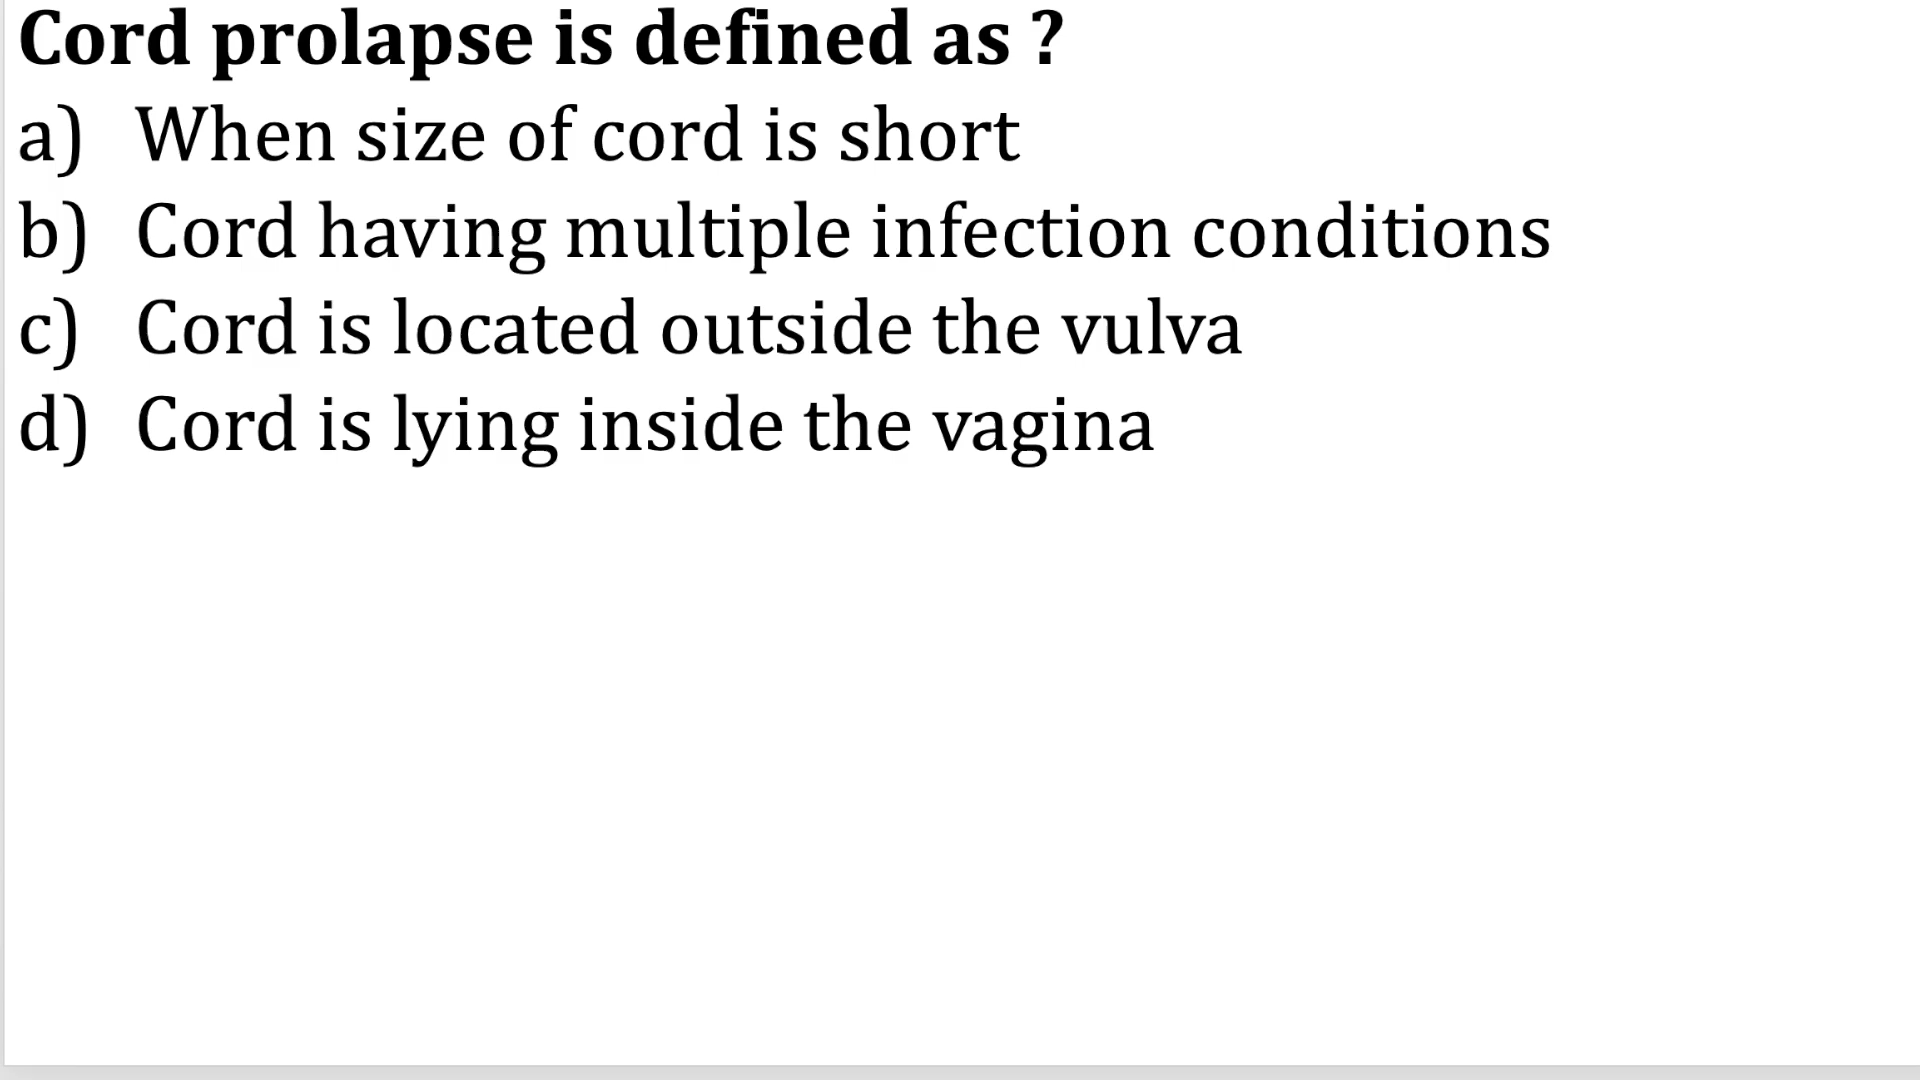 Cord prolapse is defined as ?
a) When size of cord is short
b) Cord having multiple infection conditions
c) Cord is located outside the vulva
d) Cord is lying inside the vagina